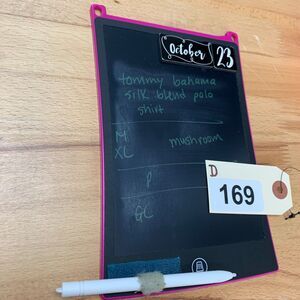 October 23
tommy bahama
silk blend polo
shirt
M mushroom
XL
P
GC
D
169